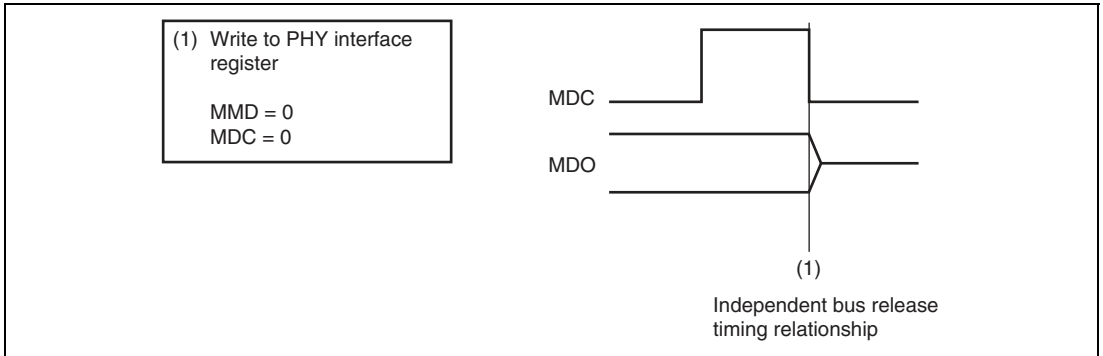 (1) Write to PHY interface
register
MMD = 0
MDC = 0
MDC
MDO
(1)
Independent bus release
timing relationship